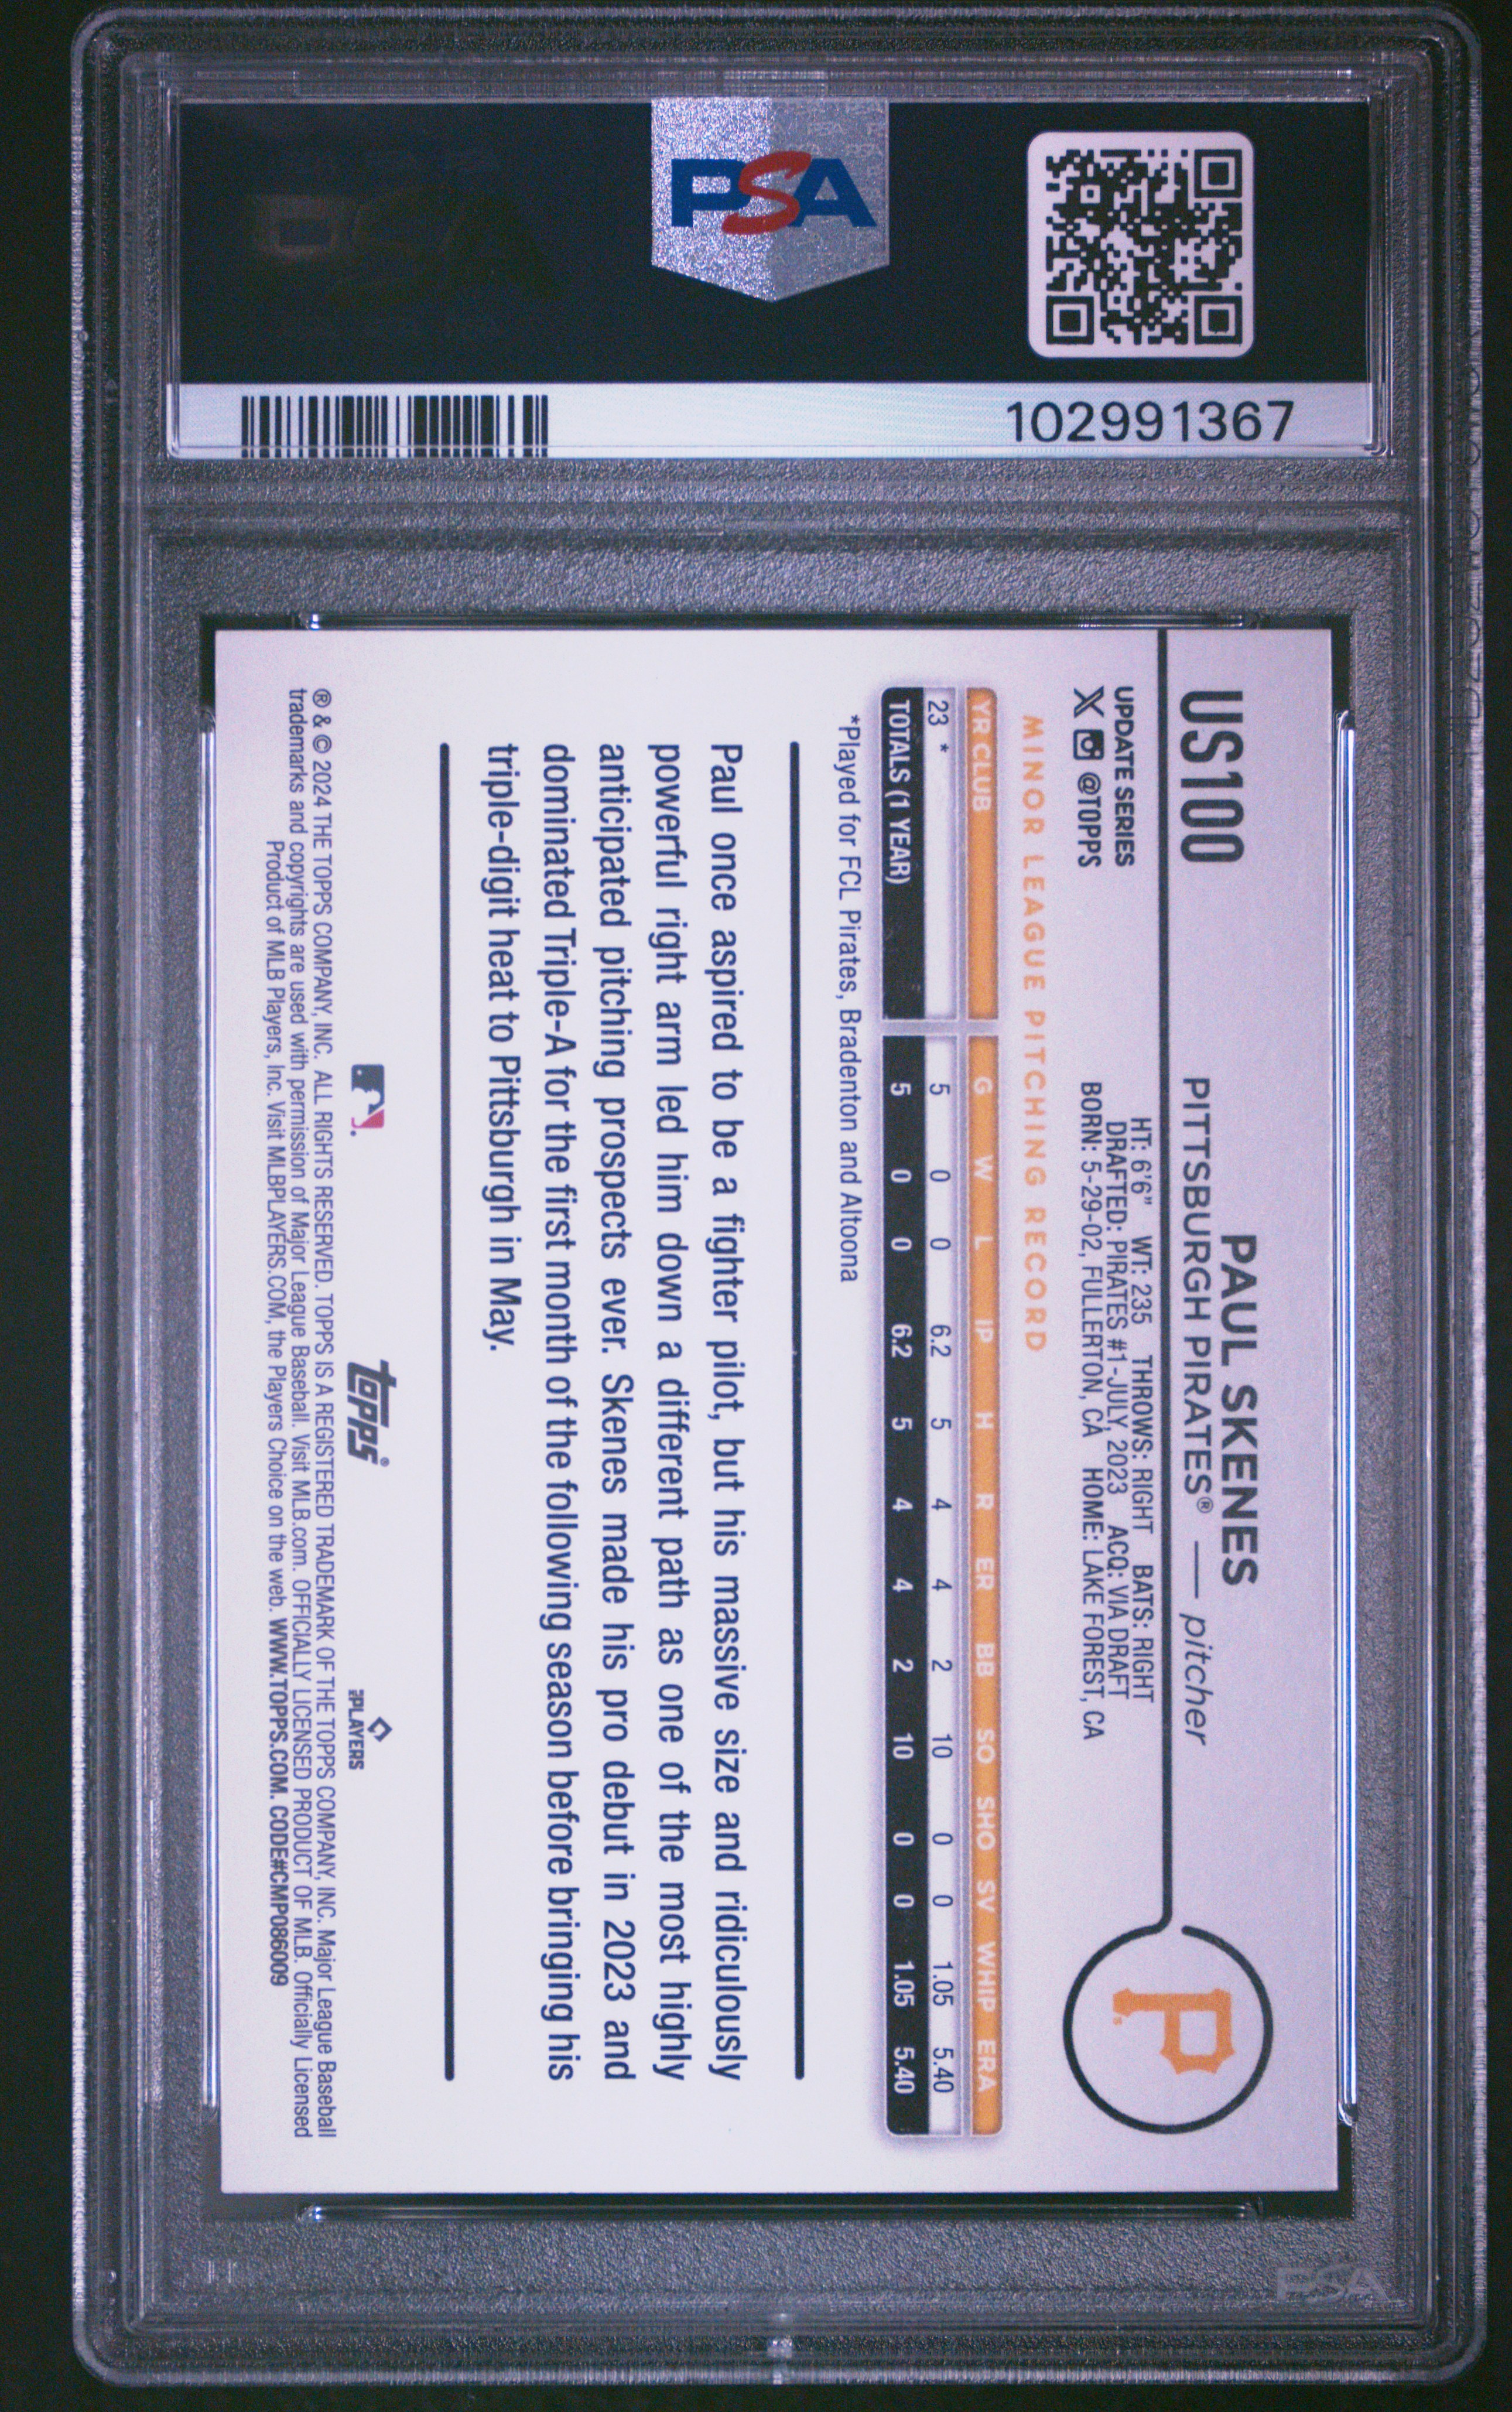 PSA
102991367
US100
PAUL SKENES
PITTSBURGH PIRATES® — pitcher
UPDATE SERIES
X @TOPPS
HT: 6'6" WT: 235 THROWS: RIGHT BATS: RIGHT
DRAFTED: PIRATES #1-JULY, 2023 ACQ: VIA DRAFT
BORN: 5-29-02, FULLERTON, CA HOME: LAKE FOREST, CA
P
MINOR LEAGUE PITCHING RECORD
YR CLUB G W L IP H R ER BB SO SHO SV WHIP ERA
23 * 5 0 0 6.2 5 4 4 2 10 0 0 1.05 5.40
TOTALS (1 YEAR) 5 0 0 6.2 5 4 4 2 10 0 0 1.05 5.40
*Played for FCL Pirates, Bradenton and Altoona
Paul once aspired to be a fighter pilot, but his massive size and ridiculously
powerful right arm led him down a different path as one of the most highly
anticipated pitching prospects ever. Skenes made his pro debut in 2023 and
dominated Triple-A for the first month of the following season before bringing his
triple-digit heat to Pittsburgh in May.
topps®
PLAYERS
® & © 2024 THE TOPPS COMPANY, INC. ALL RIGHTS RESERVED. TOPPS IS A REGISTERED TRADEMARK OF THE TOPPS COMPANY, INC. Major League Baseball
trademarks and copyrights are used with permission of Major League Baseball. Visit MLB.com. OFFICIALLY LICENSED PRODUCT OF MLB. Officially Licensed
Product of MLB Players, Inc. Visit MLBPLAYERS.COM, the Players Choice on the web. WWW.TOPPS.COM. CODE#CMP086009
PSA